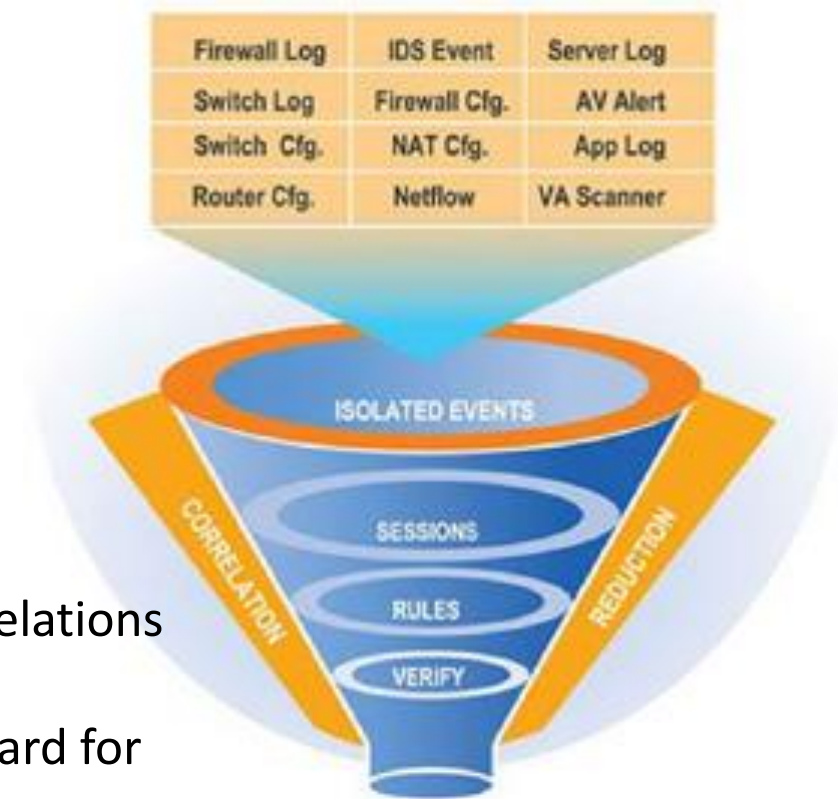 Firewall Log IDS Event Server Log
Switch Log Firewall Cfg. AV Alert
Switch Cfg. NAT Cfg. App Log
Router Cfg. Netflow VA Scanner
ISOLATED EVENTS
CORRELATION
REDUCTION
SESSIONS
RULES
VERIFY
elations
ard for